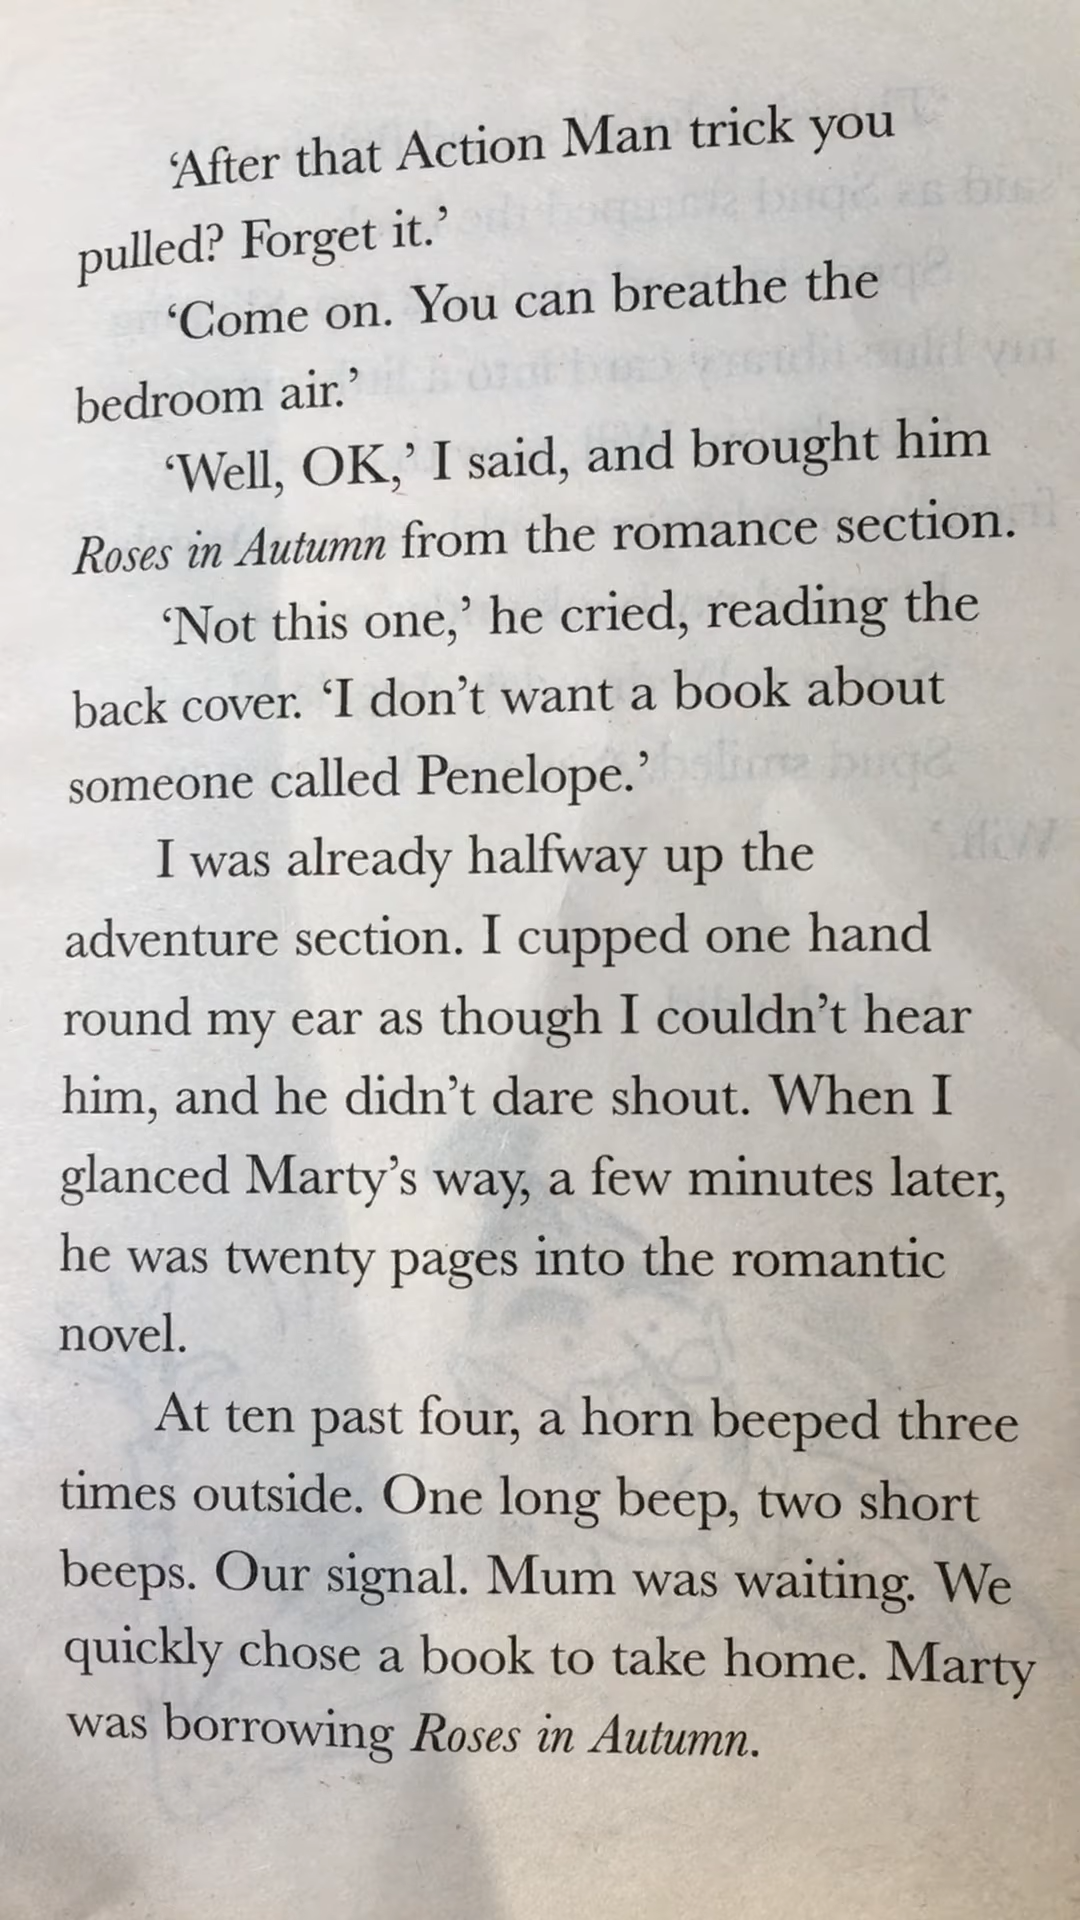 ‘After that Action Man trick you
pulled? Forget it.’
‘Come on. You can breathe the
bedroom air.’
‘Well, OK,’ I said, and brought him
Roses in Autumn from the romance section.
‘Not this one,’ he cried, reading the
back cover. ‘I don’t want a book about
someone called Penelope.’
I was already halfway up the
adventure section. I cupped one hand
round my ear as though I couldn’t hear
him, and he didn’t dare shout. When I
glanced Marty’s way, a few minutes later,
he was twenty pages into the romantic
novel.
At ten past four, a horn beeped three
times outside. One long beep, two short
beeps. Our signal. Mum was waiting. We
quickly chose a book to take home. Marty
was borrowing Roses in Autumn.